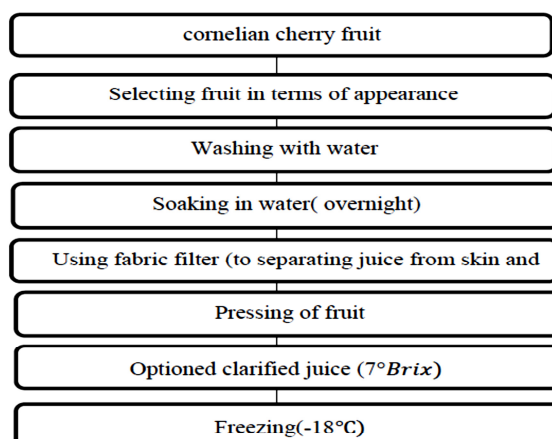 cornelian cherry fruit
Selecting fruit in terms of appearance
Washing with water
Soaking in water( overnight)
Using fabric filter (to separating juice from skin and
Pressing of fruit
Optioned clarified juice (7°Brix)
Freezing(-18°C)